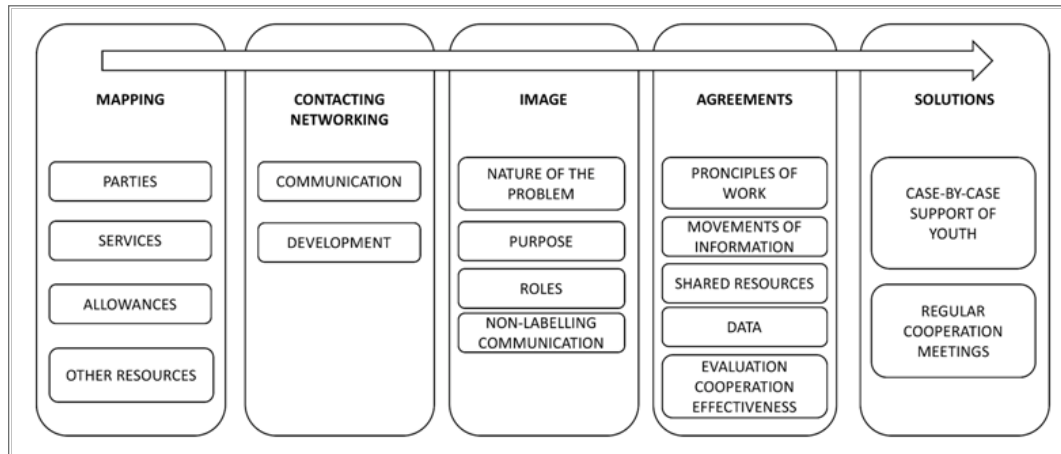 MAPPING
PARTIES
SERVICES
ALLOWANCES
OTHER RESOURCES
CONTACTING
NETWORKING
COMMUNICATION
DEVELOPMENT
IMAGE
NATURE OF THE
PROBLEM
PURPOSE
ROLES
NON-LABELLING
COMMUNICATION
AGREEMENTS
PRONCIPLES OF
WORK
MOVEMENTS OF
INFORMATION
SHARED RESOURCES
DATA
EVALUATION
COOPERATION
EFFECTIVENESS
SOLUTIONS
CASE-BY-CASE
SUPPORT OF
YOUTH
REGULAR
COOPERATION
MEETINGS